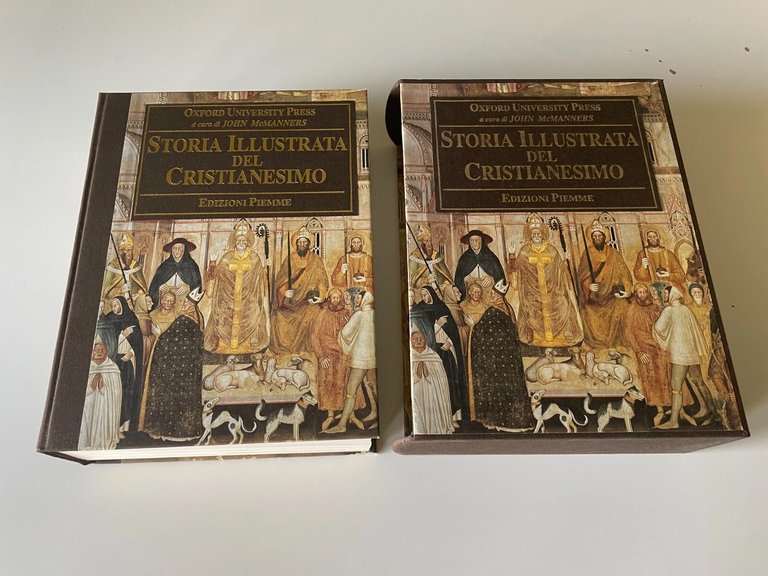 OXFORD UNIVERSITY PRESS
a cura di JOHN McMANNERS
STORIA ILLUSTRATA
DEL
CRISTIANESIMO
EDIZIONI PIEMME
OXFORD UNIVERSITY PRESS
a cura di JOHN McMANNERS
STORIA ILLUSTRATA
DEL
CRISTIANESIMO
EDIZIONI PIEMME